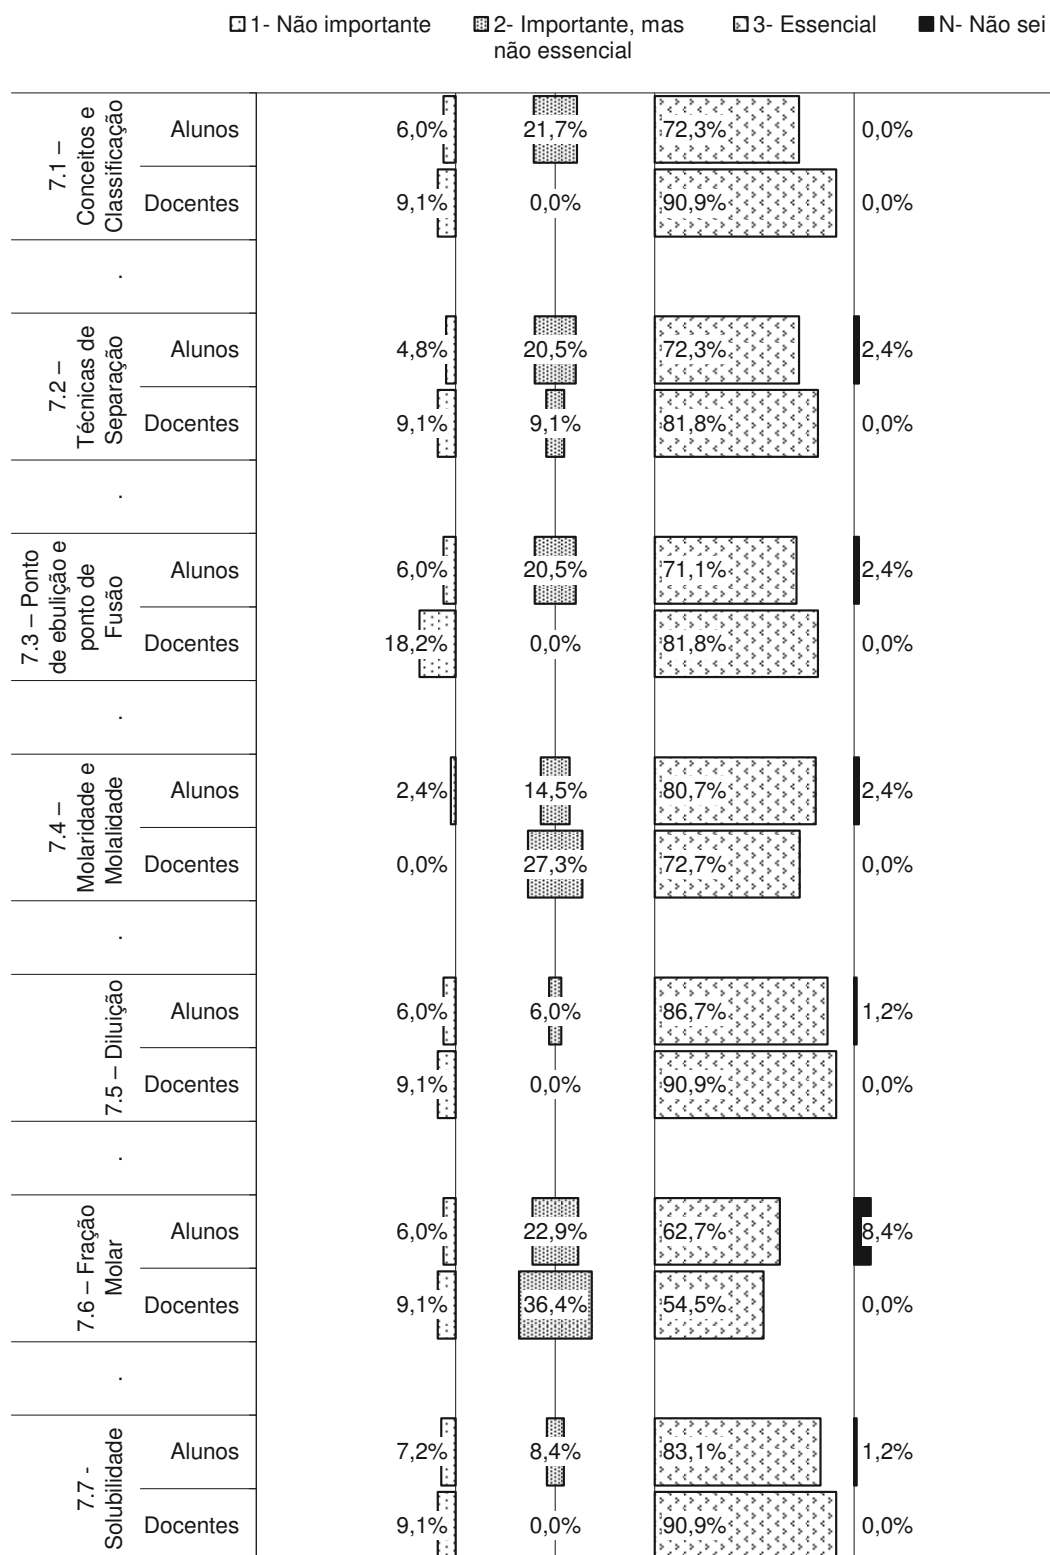 1- Não importante 2- Importante, mas não essencial 3- Essencial N- Não sei
7.1 – Conceitos e Classificação
Alunos 6,0% 21,7% 72,3% 0,0%
Docentes 9,1% 0,0% 90,9% 0,0%
.
7.2 – Técnicas de Separação
Alunos 4,8% 20,5% 72,3% 2,4%
Docentes 9,1% 9,1% 81,8% 0,0%
.
7.3 – Ponto de ebulição e ponto de Fusão
Alunos 6,0% 20,5% 71,1% 2,4%
Docentes 18,2% 0,0% 81,8% 0,0%
.
7.4 – Molaridade e Molalidade
Alunos 2,4% 14,5% 80,7% 2,4%
Docentes 0,0% 27,3% 72,7% 0,0%
.
7.5 – Diluição
Alunos 6,0% 6,0% 86,7% 1,2%
Docentes 9,1% 0,0% 90,9% 0,0%
.
7.6 – Fração Molar
Alunos 6,0% 22,9% 62,7% 8,4%
Docentes 9,1% 36,4% 54,5% 0,0%
.
7.7 - Solubilidade
Alunos 7,2% 8,4% 83,1% 1,2%
Docentes 9,1% 0,0% 90,9% 0,0%